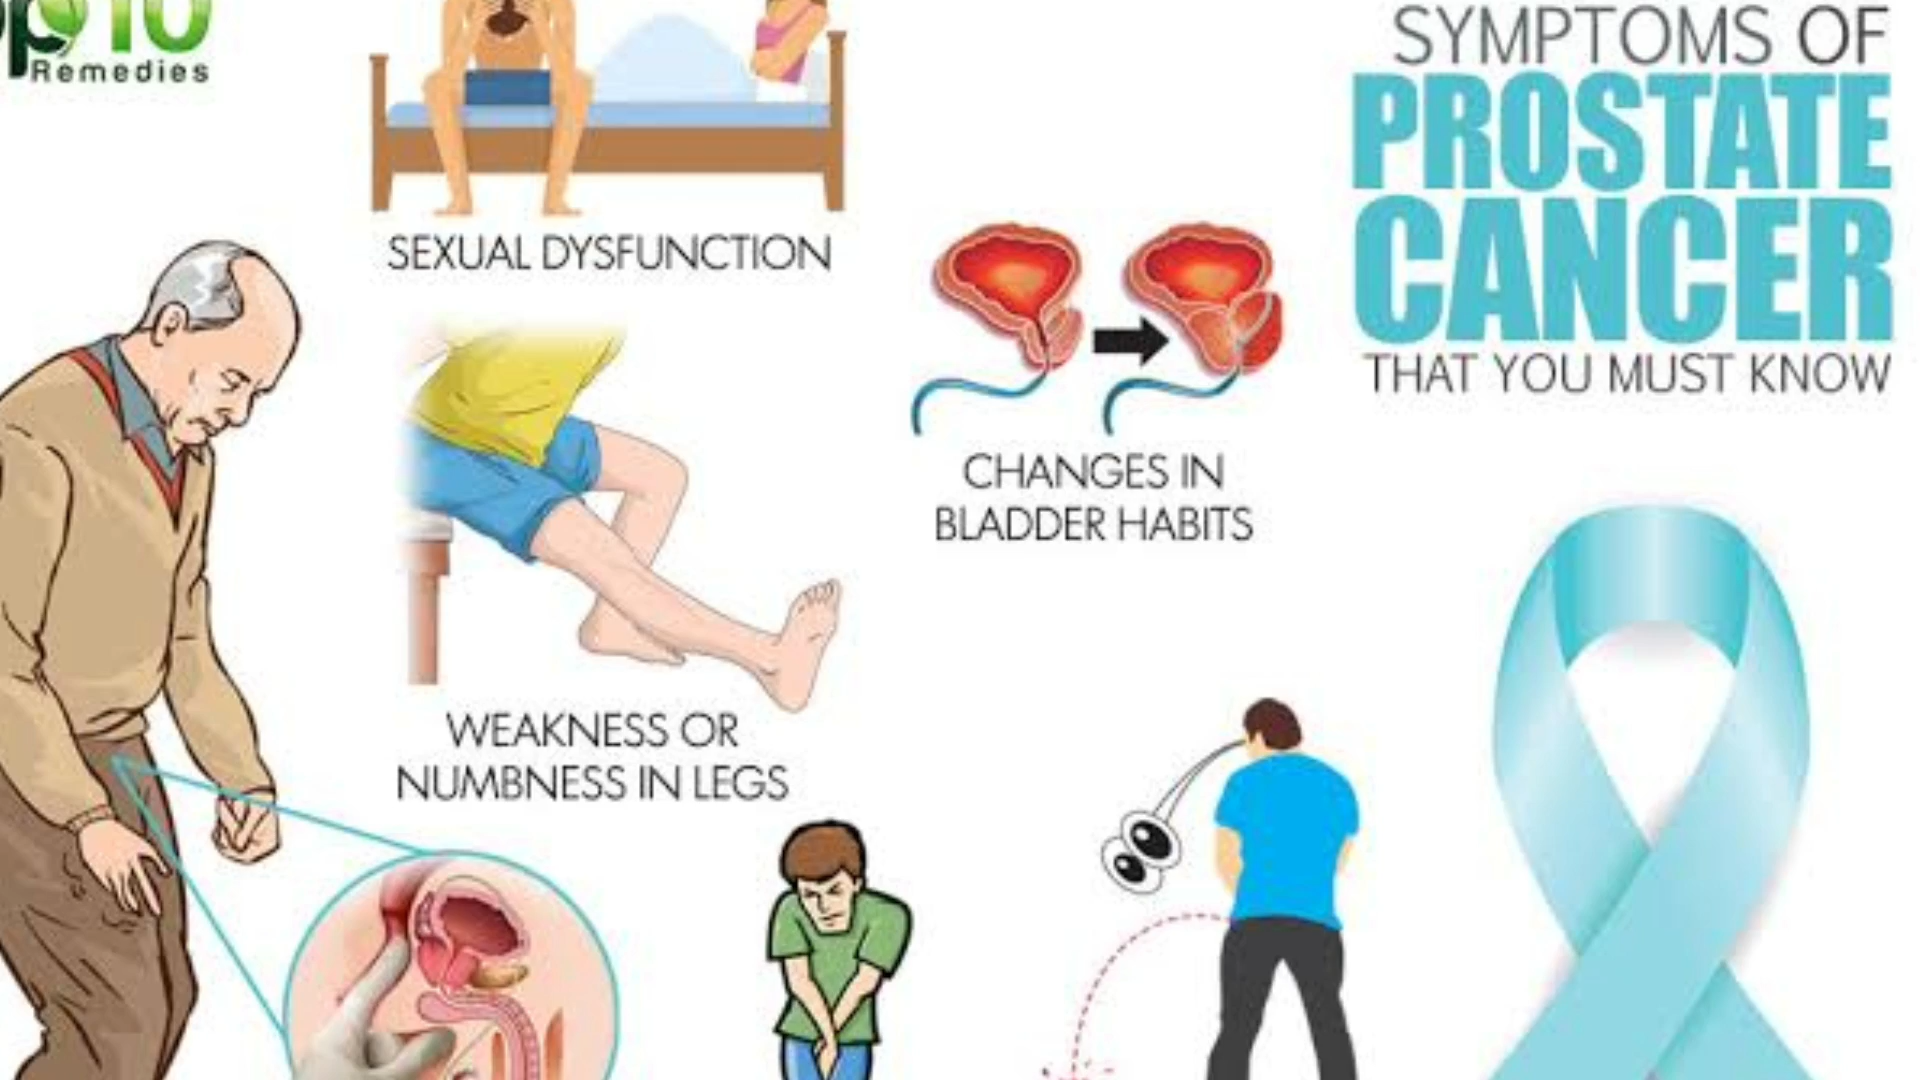 Remedies
SYMPTOMS OF
PROSTATE
CANCER
THAT YOU MUST KNOW
SEXUAL DYSFUNCTION
CHANGES IN
BLADDER HABITS
WEAKNESS OR
NUMBNESS IN LEGS